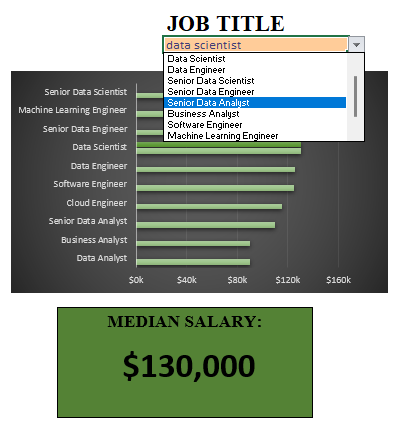 JOB TITLE
data scientist
Data Scientist
Data Engineer
Senior Data Scientist
Senior Data Engineer
Senior Data Analyst
Business Analyst
Software Engineer
Machine Learning Engineer
Senior Data Scientist
Machine Learning Engineer
Senior Data Engineer
Data Scientist
Data Engineer
Software Engineer
Cloud Engineer
Senior Data Analyst
Business Analyst
Data Analyst
$0k $40k $80k $120k $160k
MEDIAN SALARY:
$130,000